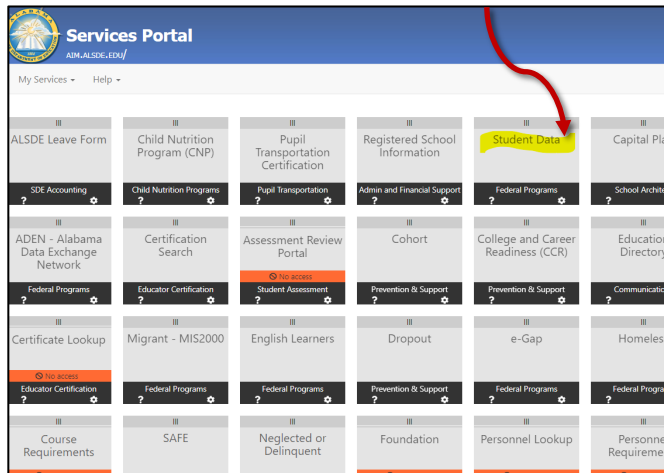 Services Portal
AIM.ALSDE.EDU/
My Services Help
ALSDE Leave Form
SDE Accounting
?
Child Nutrition
Program (CNP)
Child Nutrition Programs
?
Pupil
Transportation
Certification
Pupil Transportation
?
Registered School
Information
Admin and Financial Support
?
Student Data
Federal Programs
?
Capital Pla
School Archite
?
ADEN - Alabama
Data Exchange
Network
Federal Programs
?
Certification
Search
Educator Certification
?
Assessment Review
Portal
No access
Student Assessment
?
Cohort
Prevention & Support
?
College and Career
Readiness (CCR)
Prevention & Support
?
Education
Directory
Communicatio
?
Certificate Lookup
No access
Educator Certification
?
Migrant - MIS2000
Federal Programs
?
English Learners
Federal Programs
?
Dropout
Prevention & Support
?
e-Gap
Federal Programs
?
Homeles
Federal Progra
?
Course
Requirements
SAFE
Neglected or
Delinquent
Foundation
Personnel Lookup
Personne
Requireme